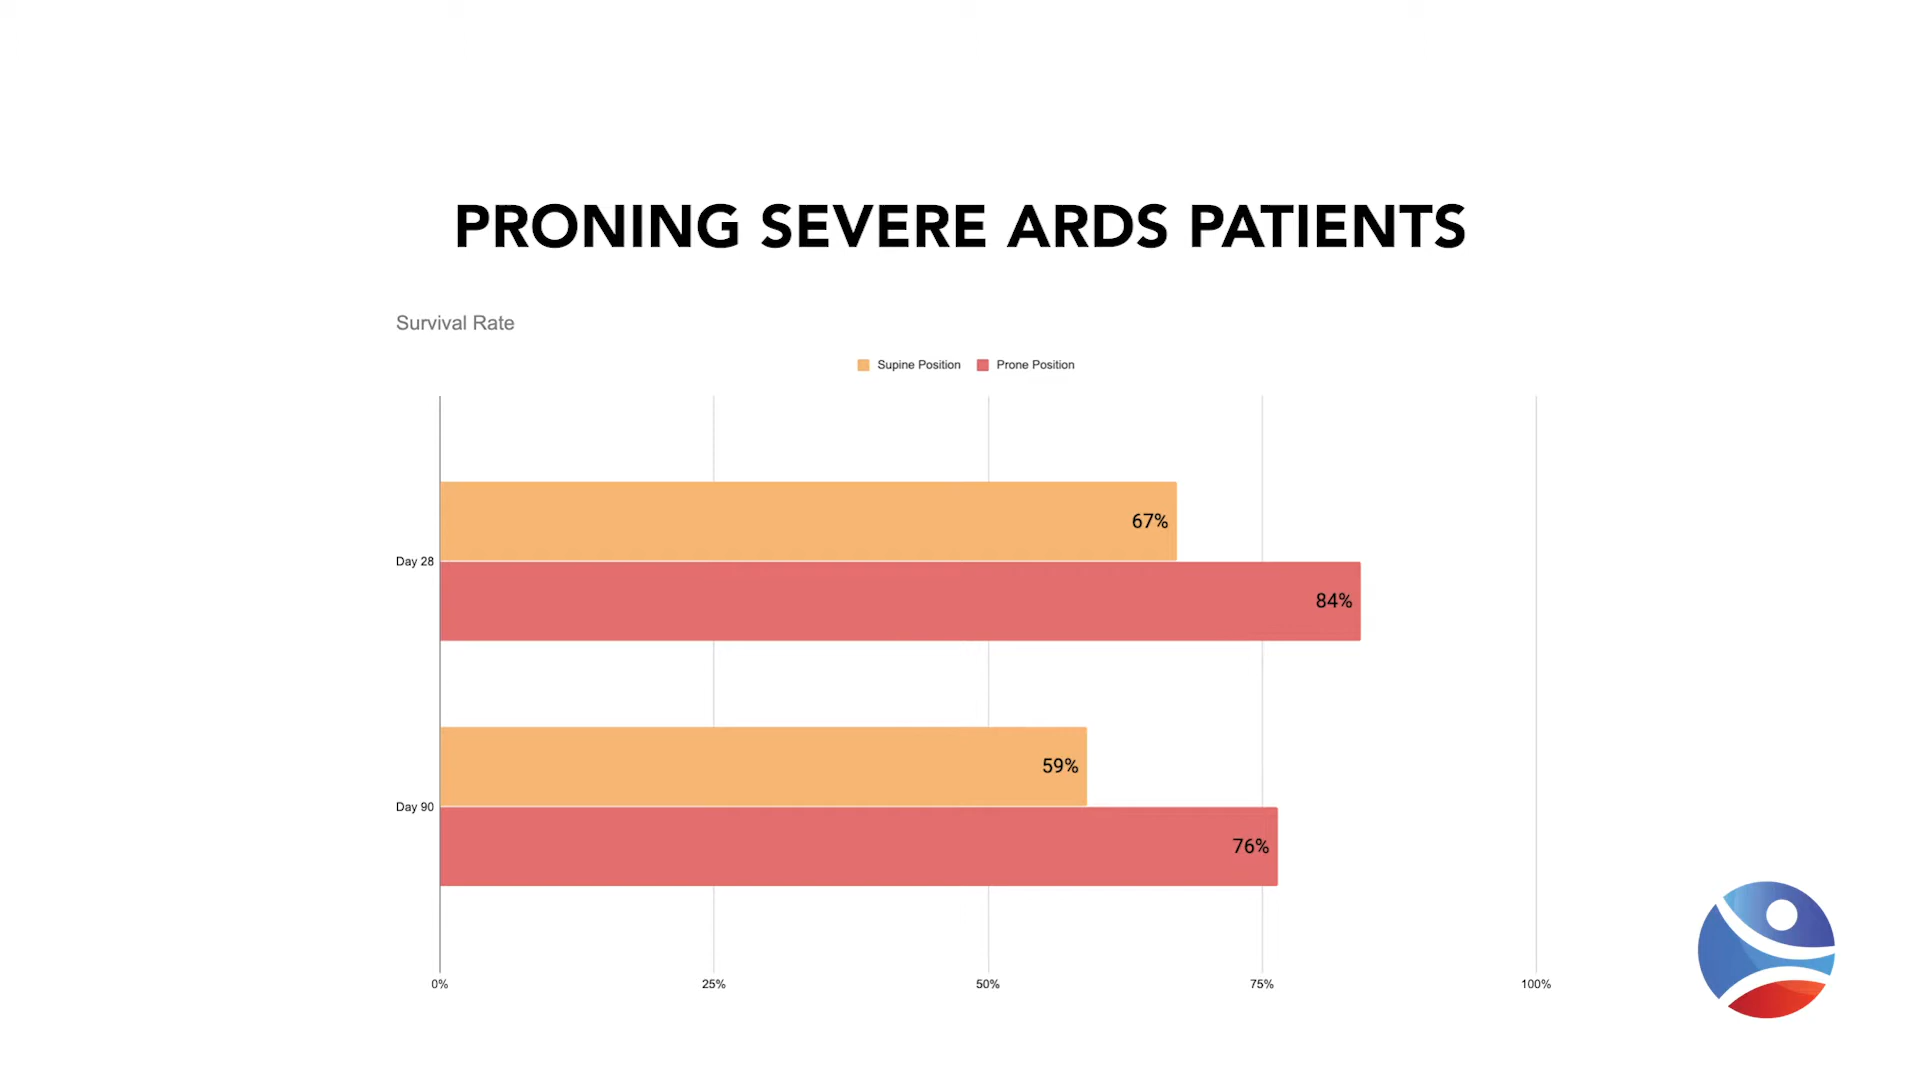 PRONING SEVERE ARDS PATIENTS
Survival Rate
Supine Position Prone Position
67%
Day 28
84%
59%
Day 90
76%
0% 25% 50% 75% 100%